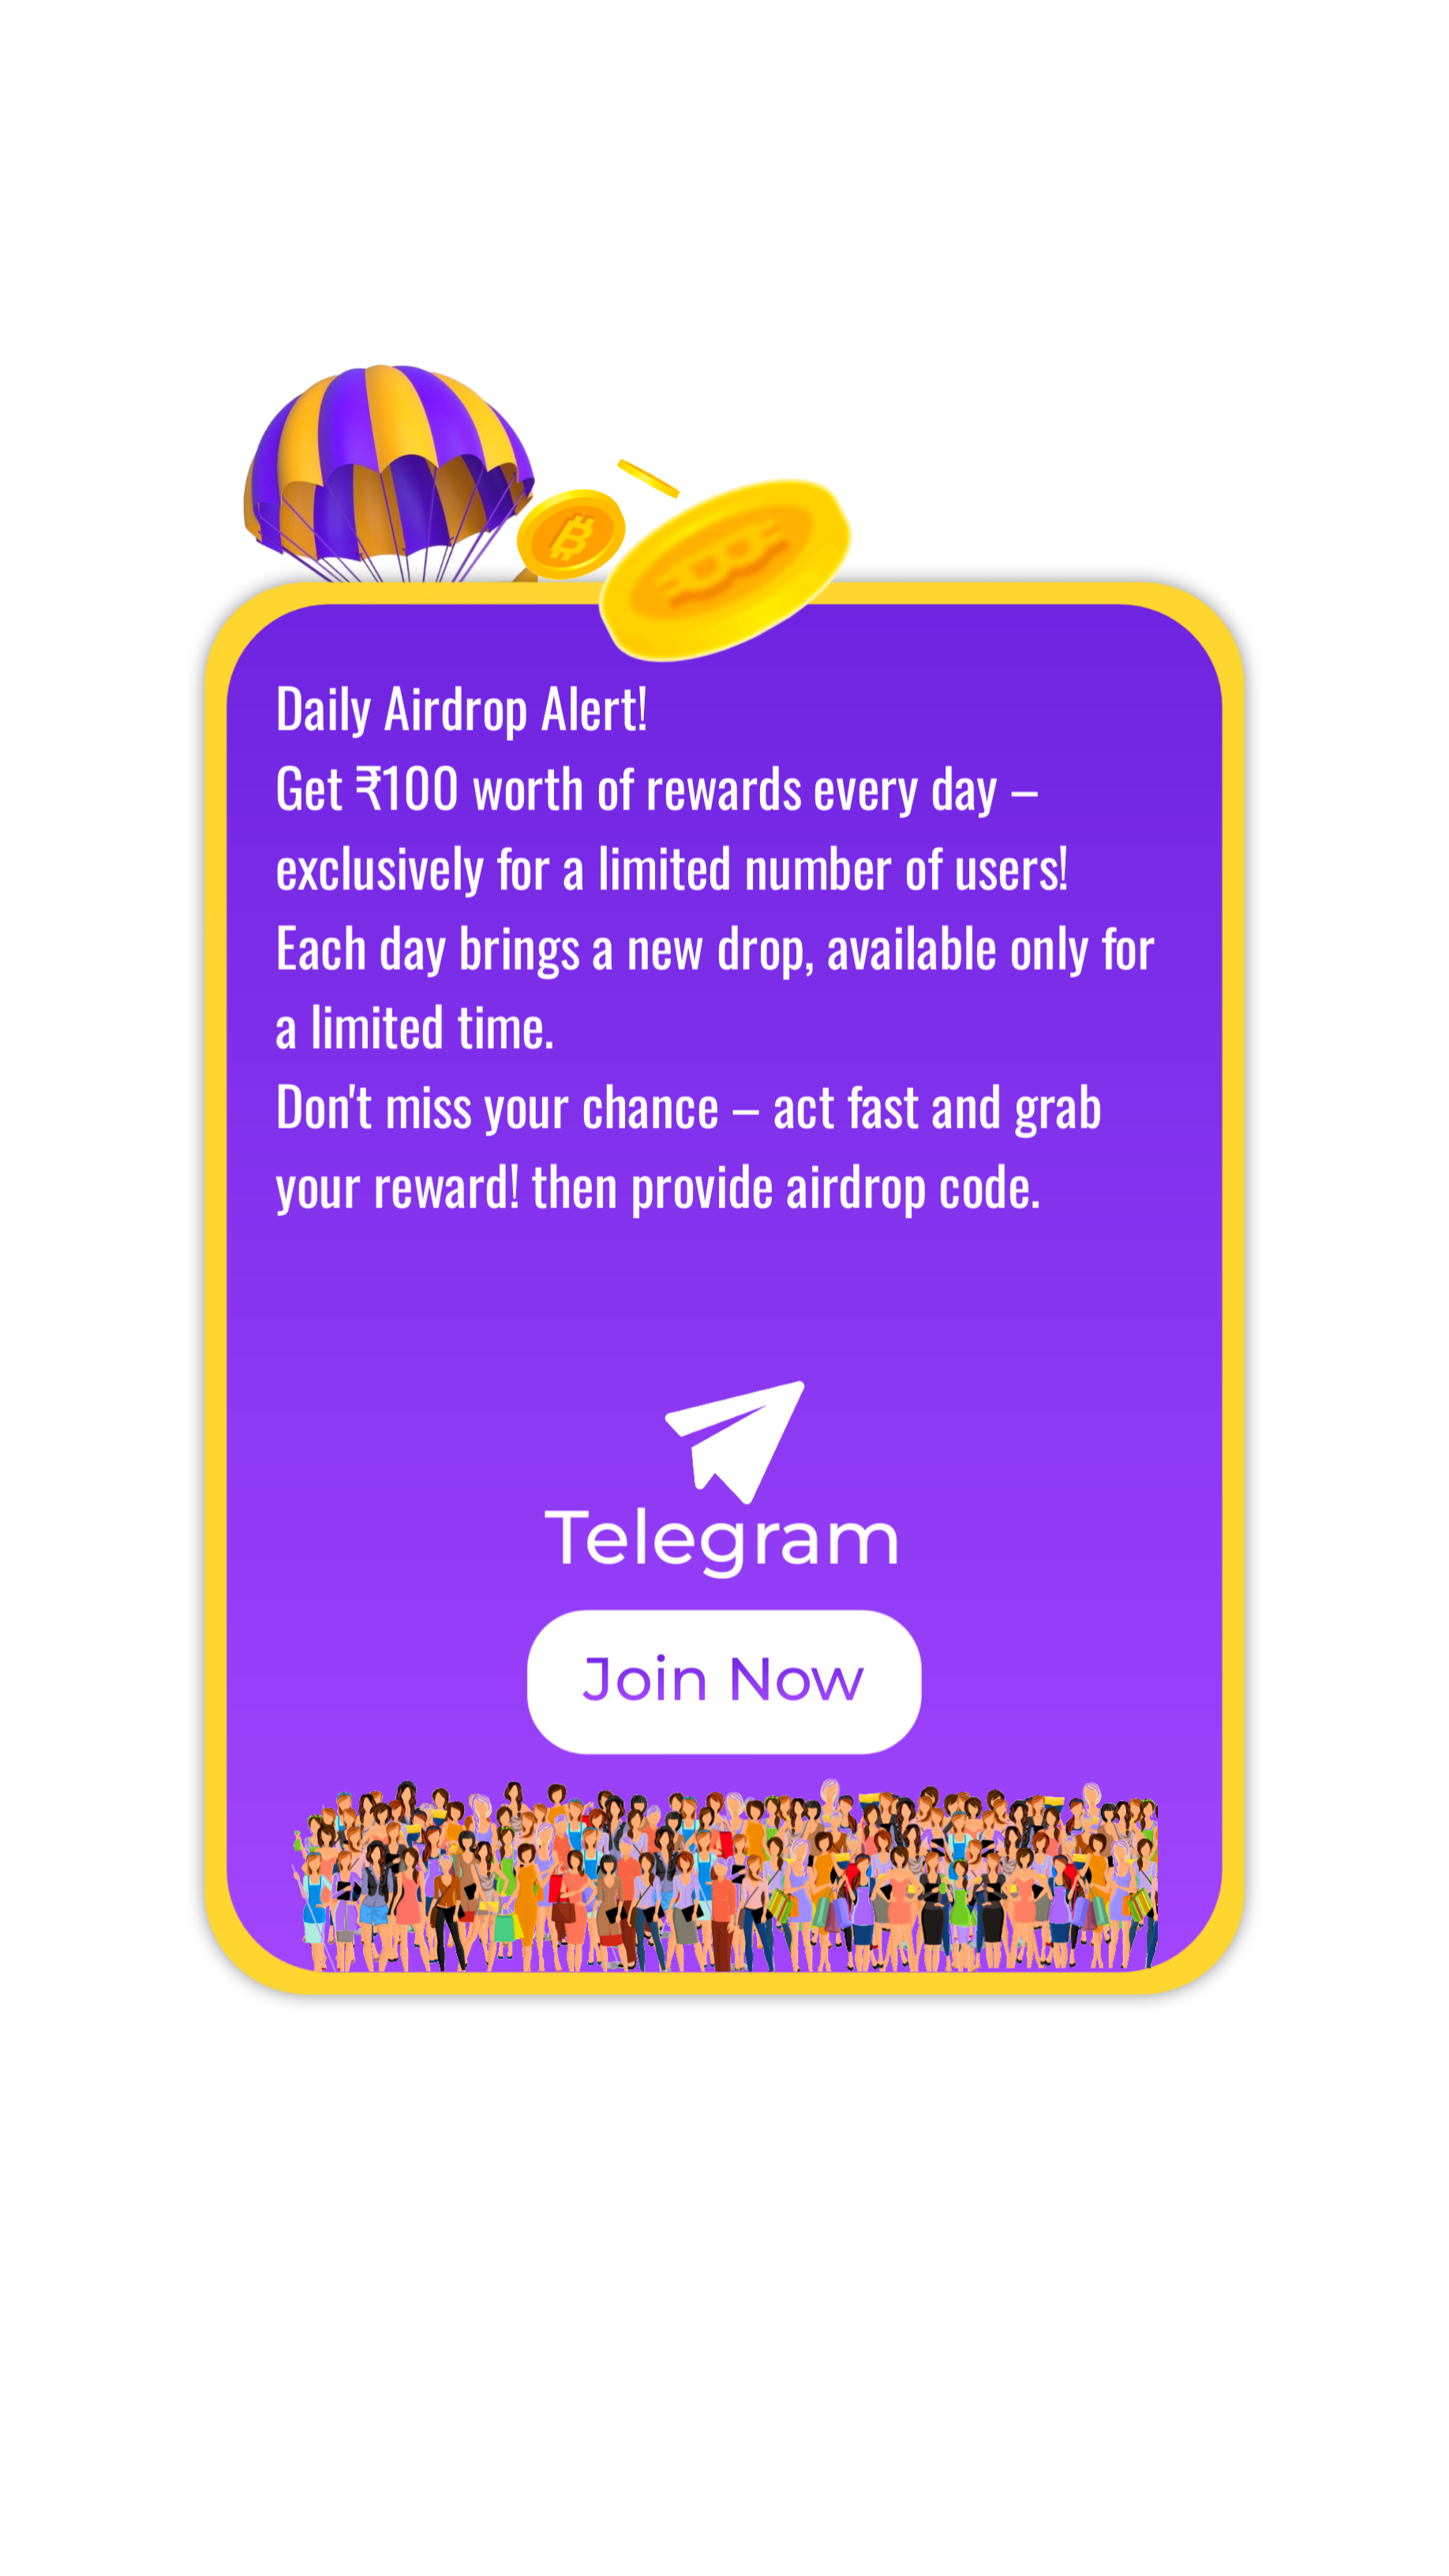 Daily Airdrop Alert!
Get ₹100 worth of rewards every day –
exclusively for a limited number of users!
Each day brings a new drop, available only for
a limited time.
Don't miss your chance – act fast and grab
your reward! then provide airdrop code.
Telegram
Join Now